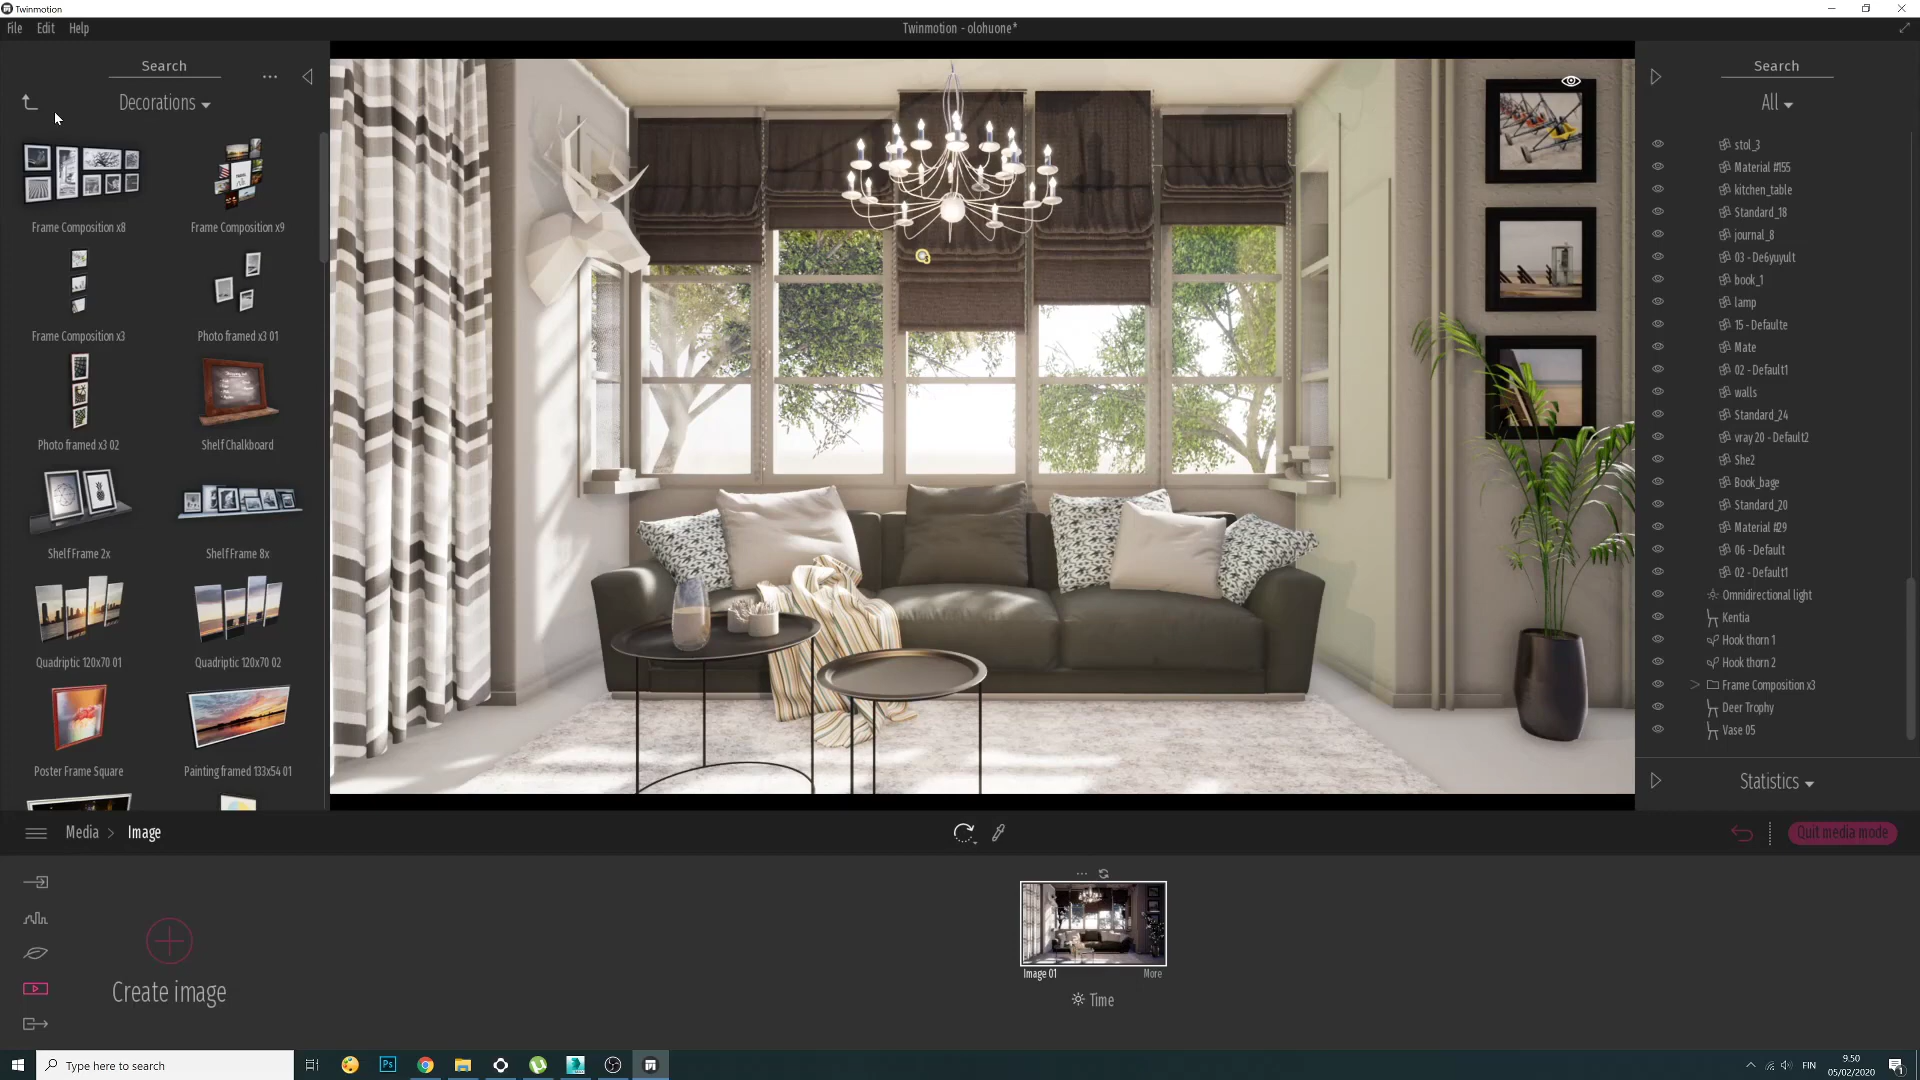 Twinmotion
File Edit Help
Twinmotion - olohuone*
Search
Decorations
Frame Composition x8
Frame Composition x9
Frame Composition x3
Photo framed x3 01
Photo framed x3 02
Shelf Chalkboard
Shelf Frame 2x
Shelf Frame 8x
Quadriptic 120x70 01
Quadriptic 120x70 02
Poster Frame Square
Painting framed 133x54 01
Search
All
stol_3
Material #155
kitchen_table
Standard_18
journal_8
03 - De6yuyult
book_1
lamp
15 - Defaulte
Mate
02 - Default1
walls
Standard_24
vray 20 - Default2
She2
Book_bage
Standard_20
Material #29
06 - Default
02 - Default1
Omnidirectional light
Kentia
Hook thorn 1
Hook thorn 2
> Frame Composition x3
Deer Trophy
Vase 05
Statistics
Media > Image
Quit media mode
Create image
Image 01 More
Time
Type here to search
Ps
FIN
9.50
05/02/2020
1